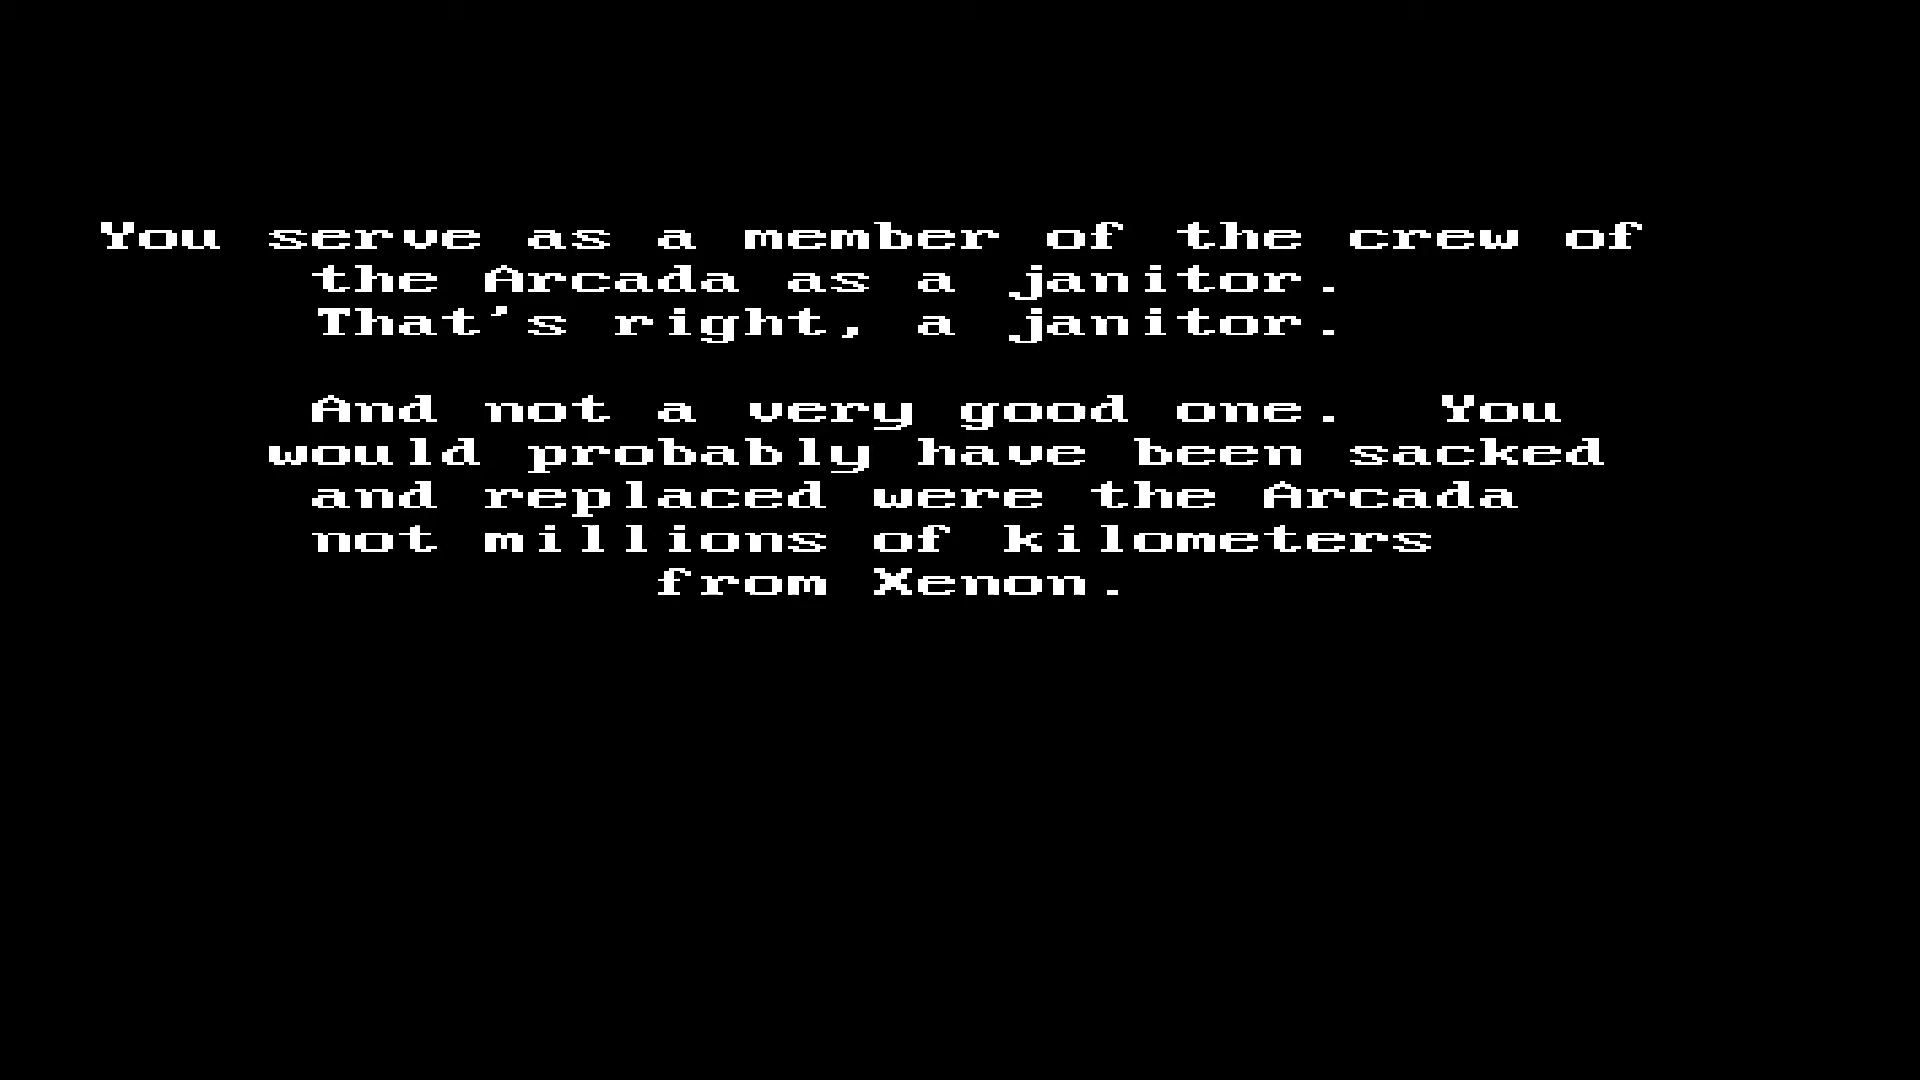 You serve as a member of the crew of
the Arcada as a janitor.
That's right, a janitor.
And not a very good one.  You
would probably have been sacked
and replaced were the Arcada
not millions of kilometers
from Xenon.